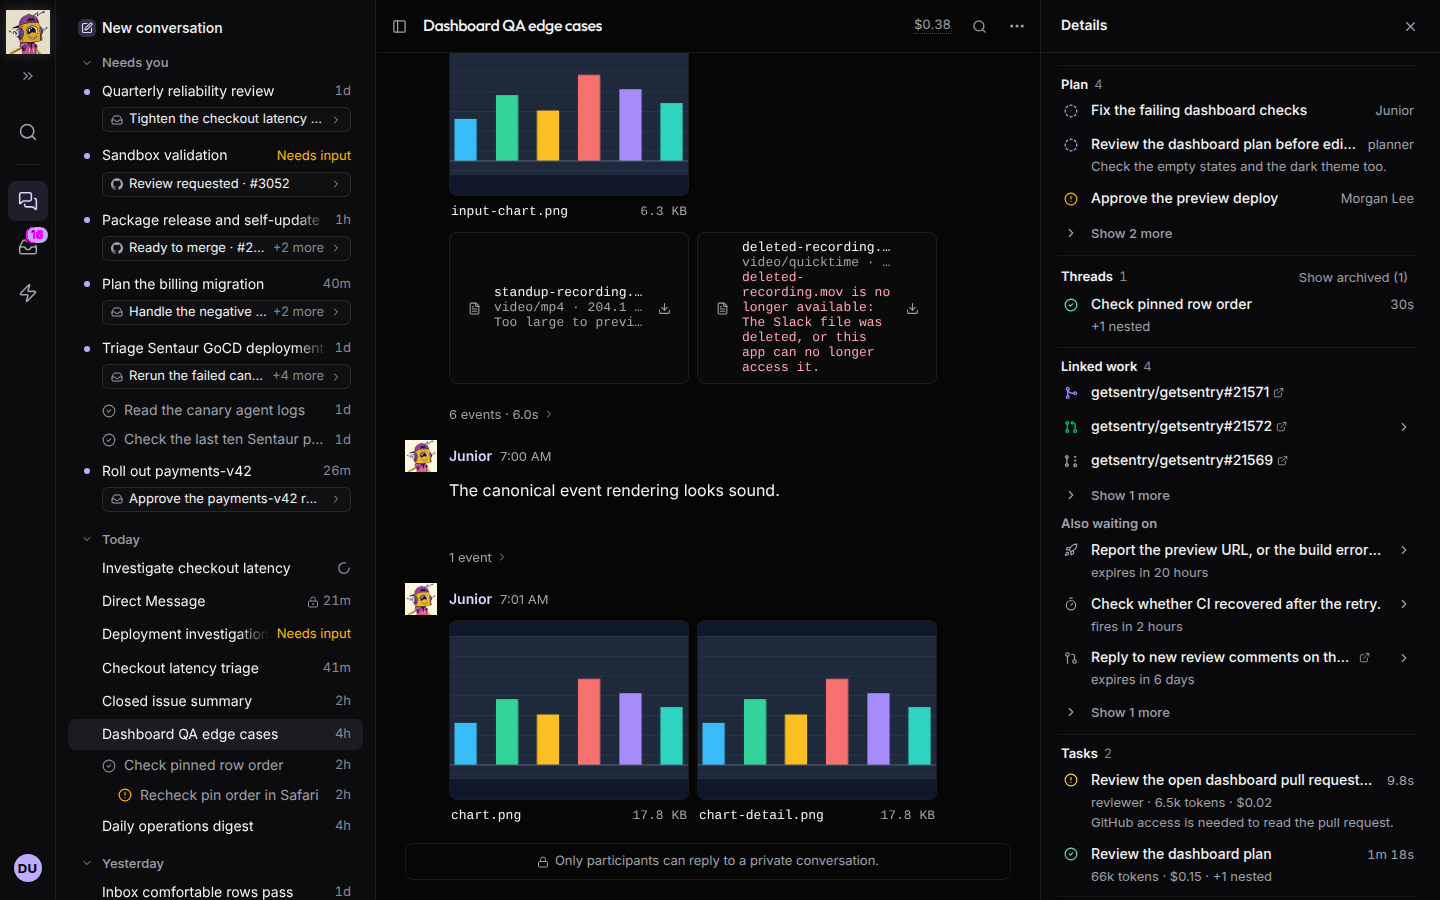 New conversation
Needs you
Quarterly reliability review 1d
Tighten the checkout latency ...
Sandbox validation Needs input
Review requested · #3052
Package release and self-update 1h
Ready to merge · #2... +2 more
Plan the billing migration 40m
Handle the negative ... +2 more
Triage Sentaur GoCD deployment 1d
Rerun the failed can... +4 more
Read the canary agent logs 1d
Check the last ten Sentaur p... 1d
Roll out payments-v42 26m
Approve the payments-v42 r...
Today
Investigate checkout latency
Direct Message 21m
Deployment investigation Needs input
Checkout latency triage 41m
Closed issue summary 2h
Dashboard QA edge cases 4h
Check pinned row order 2h
Recheck pin order in Safari 2h
Daily operations digest 4h
Yesterday
Inbox comfortable rows pass 1d
DU
Dashboard QA edge cases $0.38
input-chart.png 6.3 KB
standup-recording.…
video/mp4 · 204.1 …
Too large to previ…
deleted-recording.…
video/quicktime · …
deleted-
recording.mov is no
longer available:
The Slack file was
deleted, or this
app can no longer
access it.
6 events · 6.0s
Junior 7:00 AM
The canonical event rendering looks sound.
1 event
Junior 7:01 AM
chart.png 17.8 KB
chart-detail.png 17.8 KB
Only participants can reply to a private conversation.
Details
Plan 4
Fix the failing dashboard checks Junior
Review the dashboard plan before edi... planner
Check the empty states and the dark theme too.
Approve the preview deploy Morgan Lee
Show 2 more
Threads 1 Show archived (1)
Check pinned row order 30s
+1 nested
Linked work 4
getsentry/getsentry#21571
getsentry/getsentry#21572
getsentry/getsentry#21569
Show 1 more
Also waiting on
Report the preview URL, or the build error...
expires in 20 hours
Check whether CI recovered after the retry.
fires in 2 hours
Reply to new review comments on th...
expires in 6 days
Show 1 more
Tasks 2
Review the open dashboard pull request... 9.8s
reviewer · 6.5k tokens · $0.02
GitHub access is needed to read the pull request.
Review the dashboard plan 1m 18s
66k tokens · $0.15 · +1 nested